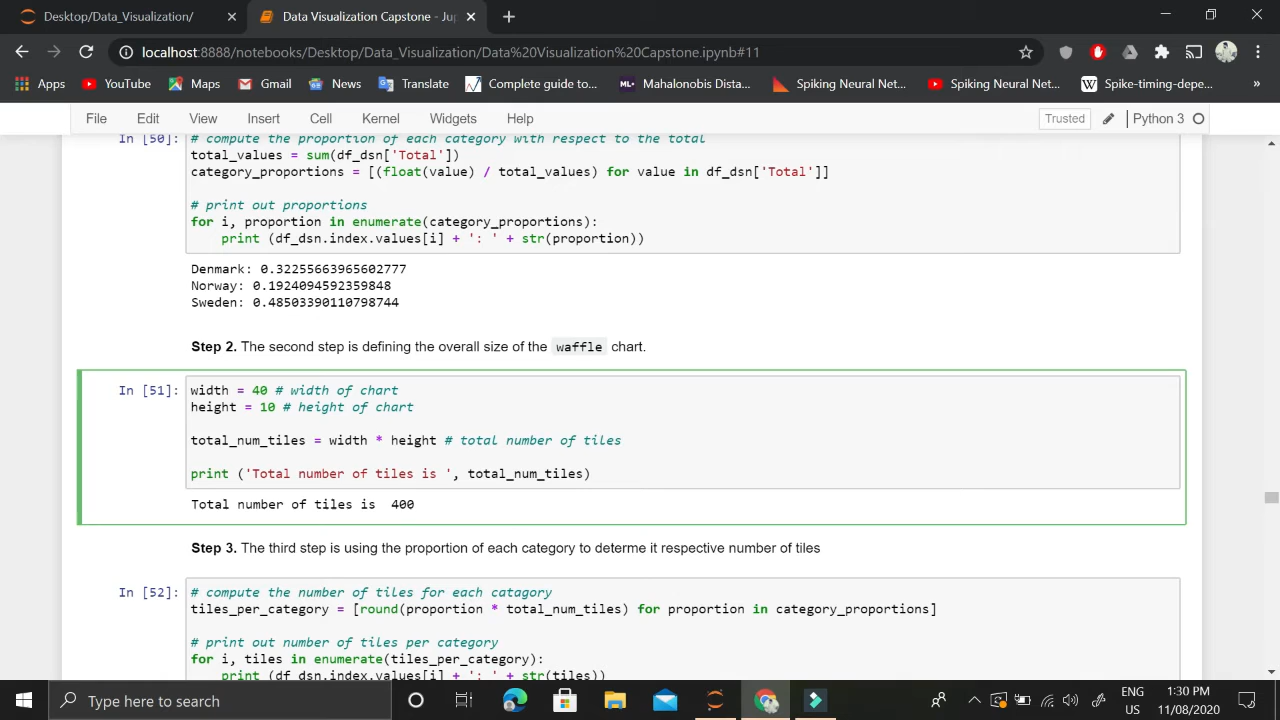 Desktop/Data_Visualization/
Data Visualization Capstone - Jup
localhost:8888/notebooks/Desktop/Data_Visualization/Data%20Visualization%20Capstone.ipynb#11
Apps YouTube Maps Gmail News Translate Complete guide to... ML+ Mahalonobis Dista... Spiking Neural Net... Spiking Neural Net... W Spike-timing-depe... »
File Edit View Insert Cell Kernel Widgets Help Trusted Python 3
In [50]: # compute the proportion of each category with respect to the total
total_values = sum(df_dsn['Total'])
category_proportions = [(float(value) / total_values) for value in df_dsn['Total']]
# print out proportions
for i, proportion in enumerate(category_proportions):
print (df_dsn.index.values[i] + ': ' + str(proportion))
Denmark: 0.32255663965602777
Norway: 0.1924094592359848
Sweden: 0.48503390110798744
Step 2. The second step is defining the overall size of the waffle chart.
In [51]: width = 40 # width of chart
height = 10 # height of chart
total_num_tiles = width * height # total number of tiles
print ('Total number of tiles is ', total_num_tiles)
Total number of tiles is  400
Step 3. The third step is using the proportion of each category to determe it respective number of tiles
In [52]: # compute the number of tiles for each catagory
tiles_per_category = [round(proportion * total_num_tiles) for proportion in category_proportions]
# print out number of tiles per category
for i, tiles in enumerate(tiles_per_category):
print (df_dsn.index.values[i] + ': ' + str(tiles))
Type here to search
ENG
US
1:30 PM
11/08/2020